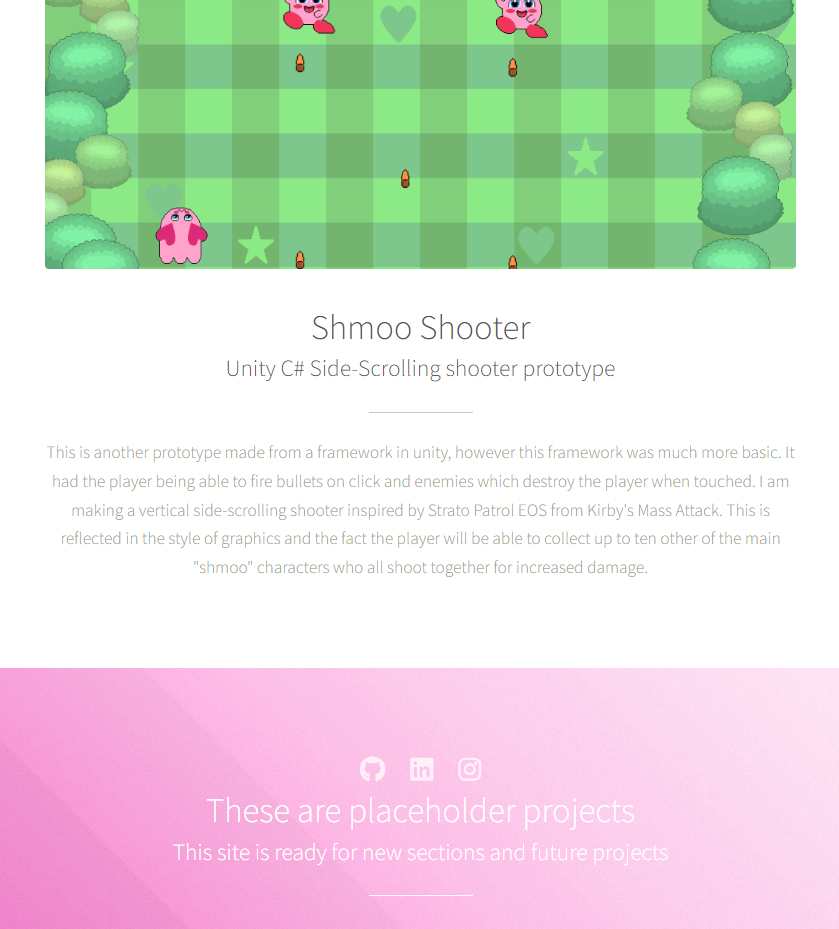 Shmoo Shooter
Unity C# Side-Scrolling shooter prototype
This is another prototype made from a framework in unity, however this framework was much more basic. It
had the player being able to fire bullets on click and enemies which destroy the player when touched. I am
making a vertical side-scrolling shooter inspired by Strato Patrol EOS from Kirby's Mass Attack. This is
reflected in the style of graphics and the fact the player will be able to collect up to ten other of the main
"shmoo" characters who all shoot together for increased damage.
in
These are placeholder projects
This site is ready for new sections and future projects